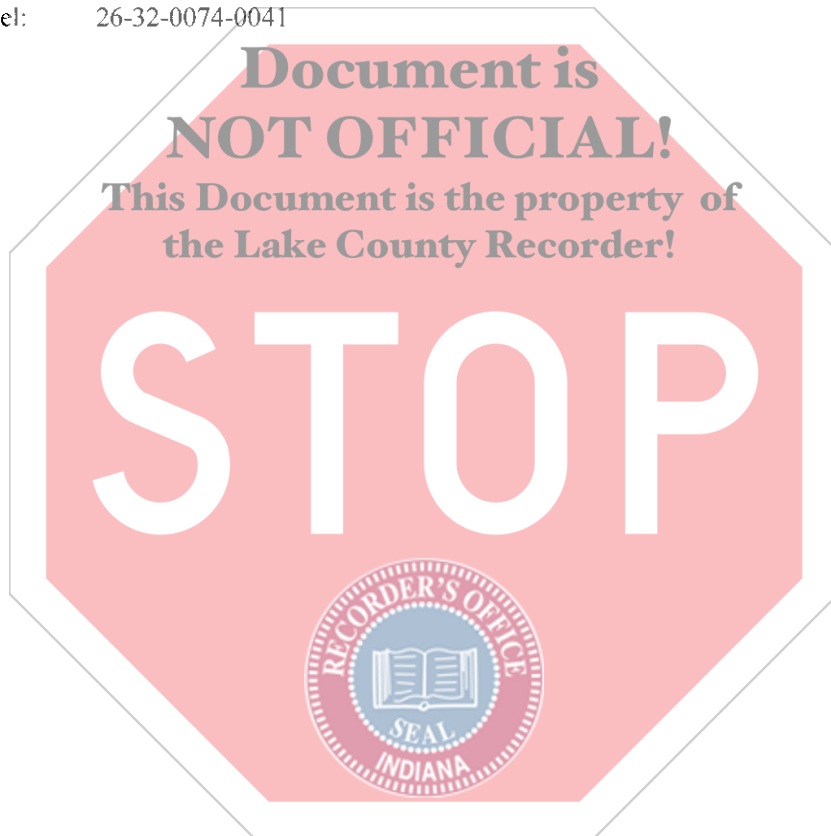 el: 26-32-0074-0041
Document is
NOT OFFICIAL!
This Document is the property of
the Lake County Recorder!
STOP
RECORDER'S OFFICE
SEAL
INDIANA